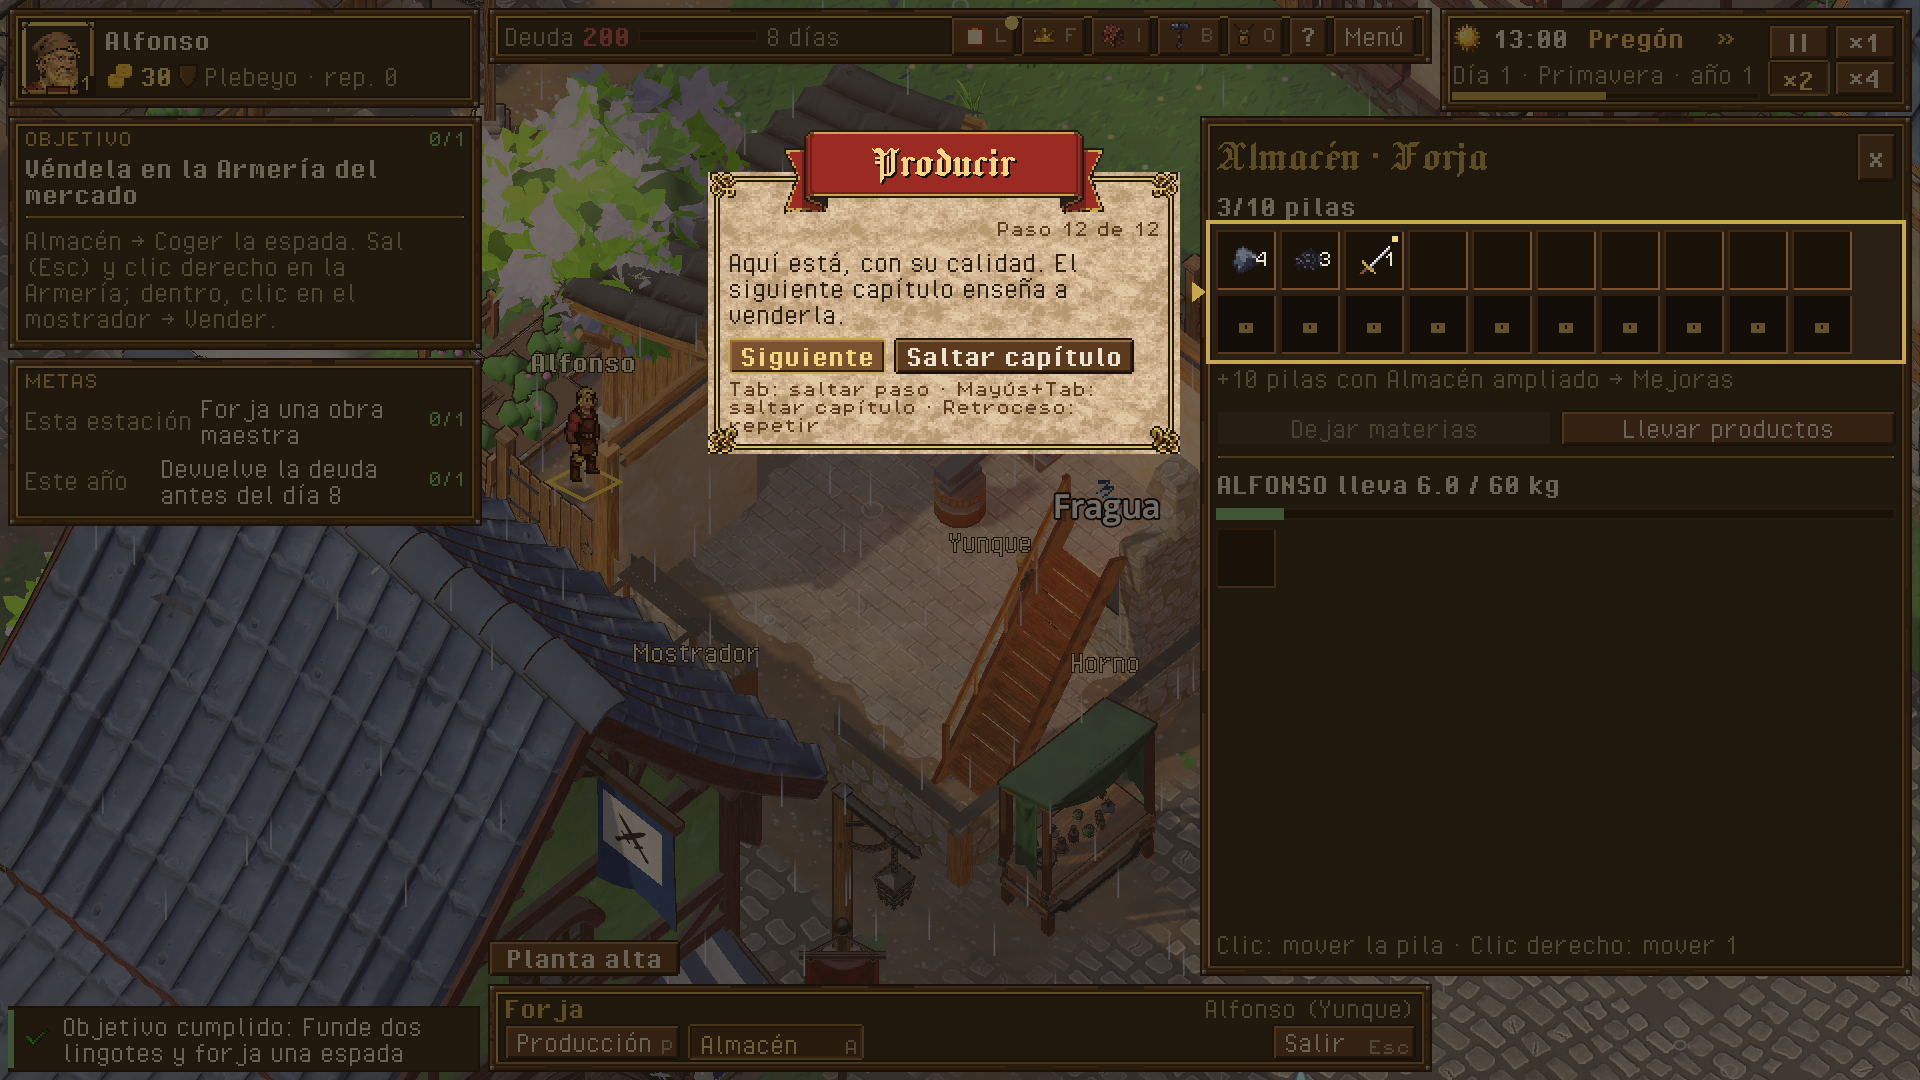 Alfonso
30 Plebeyo · rep. 0
1
Deuda 200 8 días
L
F
I
B
O
?
Menú
13:00 Pregón »
Día 1 · Primavera · año 1
x1
x2
x4
OBJETIVO 0/1
Véndela en la Armería del
mercado
Almacén → Coger la espada. Sal
(Esc) y clic derecho en la
Armería; dentro, clic en el
mostrador → Vender.
METAS
Esta estación Forja una obra maestra 0/1
Este año Devuelve la deuda antes del día 8 0/1
Producir
Paso 12 de 12
Aquí está, con su calidad. El
siguiente capítulo enseña a
venderla.
Siguiente Saltar capítulo
Tab: saltar paso · Mayús+Tab:
saltar capítulo · Retroceso:
repetir
Almacén · Forja x
3/10 pilas
4 3 1
+10 pilas con Almacén ampliado → Mejoras
Dejar materias Llevar productos
ALFONSO lleva 6.0 / 60 kg
Clic: mover la pila · Clic derecho: mover 1
Alfonso
Fragua
Yunque
Mostrador
Horno
Planta alta
Forja Alfonso (Yunque)
Producción P Almacén A Salir Esc
Objetivo cumplido: Funde dos
lingotes y forja una espada